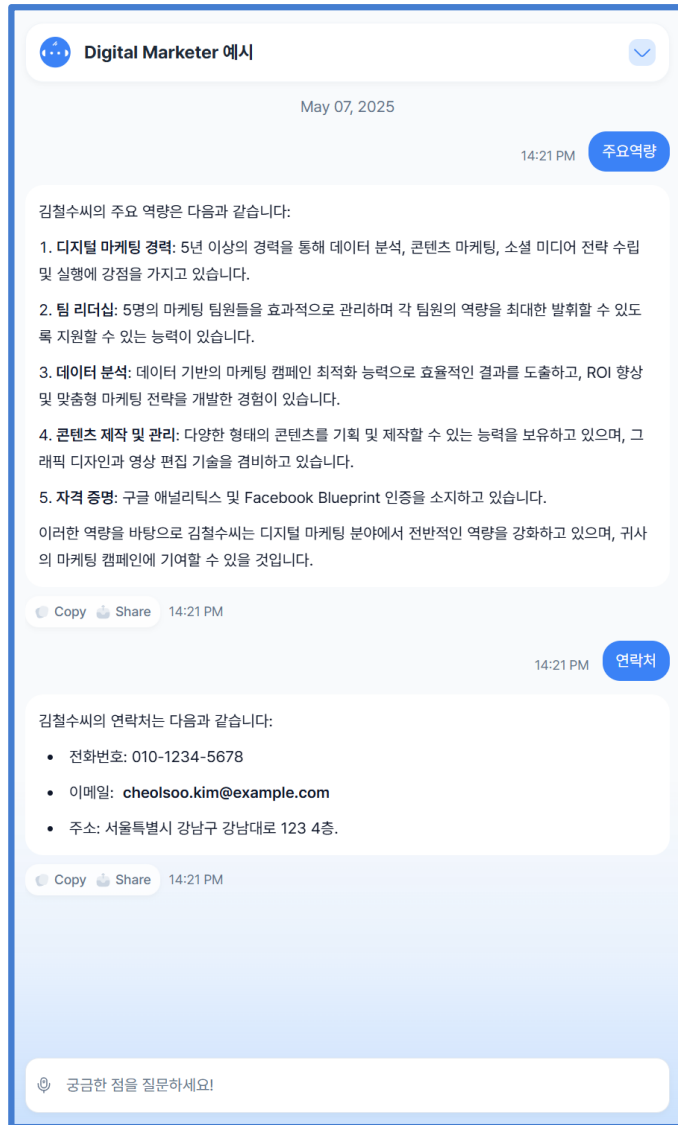 Digital Marketer 예시
May 07, 2025
14:21 PM 주요역량
김철수씨의 주요 역량은 다음과 같습니다:
1. 디지털 마케팅 경력: 5년 이상의 경력을 통해 데이터 분석, 콘텐츠 마케팅, 소셜 미디어 전략 수립
및 실행에 강점을 가지고 있습니다.
2. 팀 리더십: 5명의 마케팅 팀원들을 효과적으로 관리하며 각 팀원의 역량을 최대한 발휘할 수 있도
록 지원할 수 있는 능력이 있습니다.
3. 데이터 분석: 데이터 기반의 마케팅 캠페인 최적화 능력으로 효율적인 결과를 도출하고, ROI 향상
및 맞춤형 마케팅 전략을 개발한 경험이 있습니다.
4. 콘텐츠 제작 및 관리: 다양한 형태의 콘텐츠를 기획 및 제작할 수 있는 능력을 보유하고 있으며, 그
래픽 디자인과 영상 편집 기술을 겸비하고 있습니다.
5. 자격 증명: 구글 애널리틱스 및 Facebook Blueprint 인증을 소지하고 있습니다.
이러한 역량을 바탕으로 김철수씨는 디지털 마케팅 분야에서 전반적인 역량을 강화하고 있으며, 귀사
의 마케팅 캠페인에 기여할 수 있을 것입니다.
Copy Share 14:21 PM
14:21 PM 연락처
김철수씨의 연락처는 다음과 같습니다:
• 전화번호: 010-1234-5678
• 이메일: cheolsoo.kim@example.com
• 주소: 서울특별시 강남구 강남대로 123 4층.
Copy Share 14:21 PM
궁금한 점을 질문하세요!